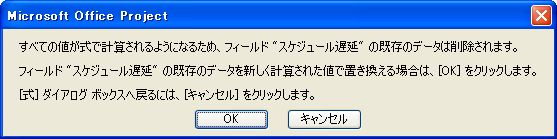 Microsoft Office Project
すべての値が式で計算されるようになるため、フィールド "スケジュール遅延" の既存のデータは削除されます。
フィールド "スケジュール遅延" の既存のデータを新しく計算された値で置き換える場合は、[OK] をクリックします。
[式] ダイアログ ボックスへ戻るには、[キャンセル] をクリックします。
OK キャンセル